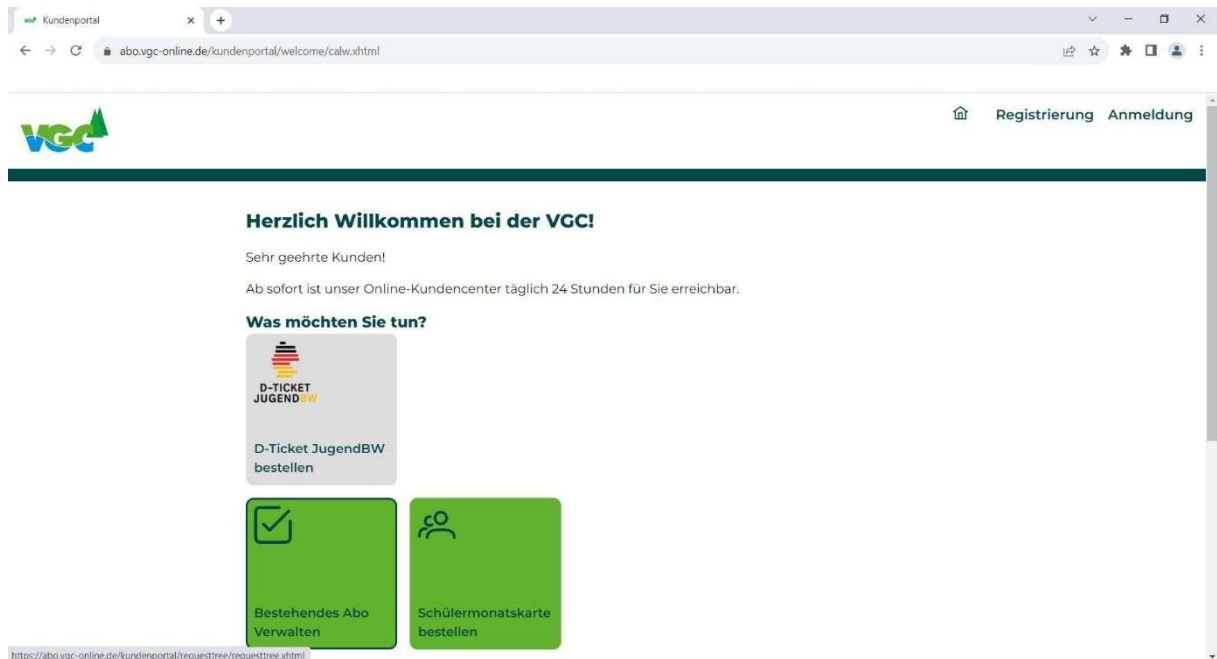 Kundenportal
abo.vgc-online.de/kundenportal/welcome/calw.xhtml
VGC
Registrierung Anmeldung
Herzlich Willkommen bei der VGC!
Sehr geehrte Kunden!
Ab sofort ist unser Online-Kundencenter täglich 24 Stunden für Sie erreichbar.
Was möchten Sie tun?
D-TICKET
JUGENDBW
D-Ticket JugendBW
bestellen
Bestehendes Abo
Verwalten
Schülermonatskarte
bestellen
https://abo.vgc-online.de/kundenportal/requesttree/requesttree.xhtml